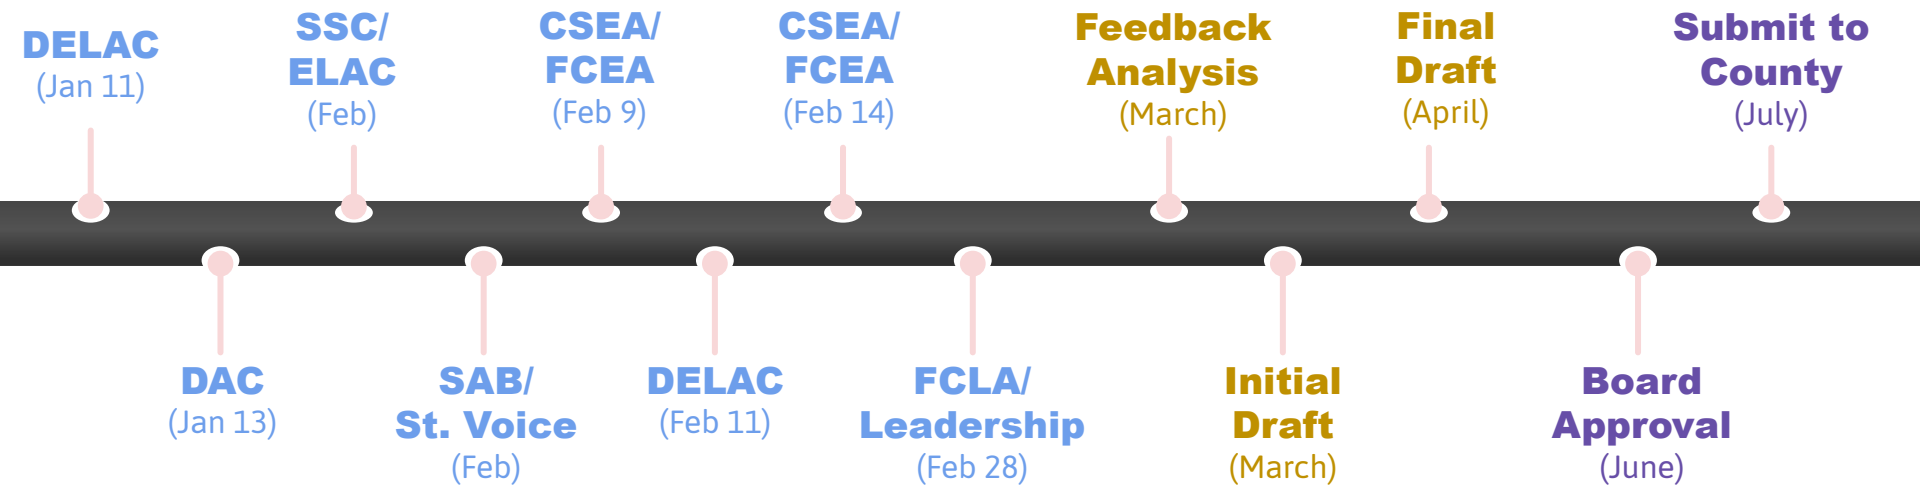 DELAC
(Jan 11)
SSC/
ELAC
(Feb)
CSEA/
FCEA
(Feb 9)
CSEA/
FCEA
(Feb 14)
Feedback
Analysis
(March)
Final
Draft
(April)
Submit to
County
(July)
DAC
(Jan 13)
SAB/
St. Voice
(Feb)
DELAC
(Feb 11)
FCLA/
Leadership
(Feb 28)
Initial
Draft
(March)
Board
Approval
(June)